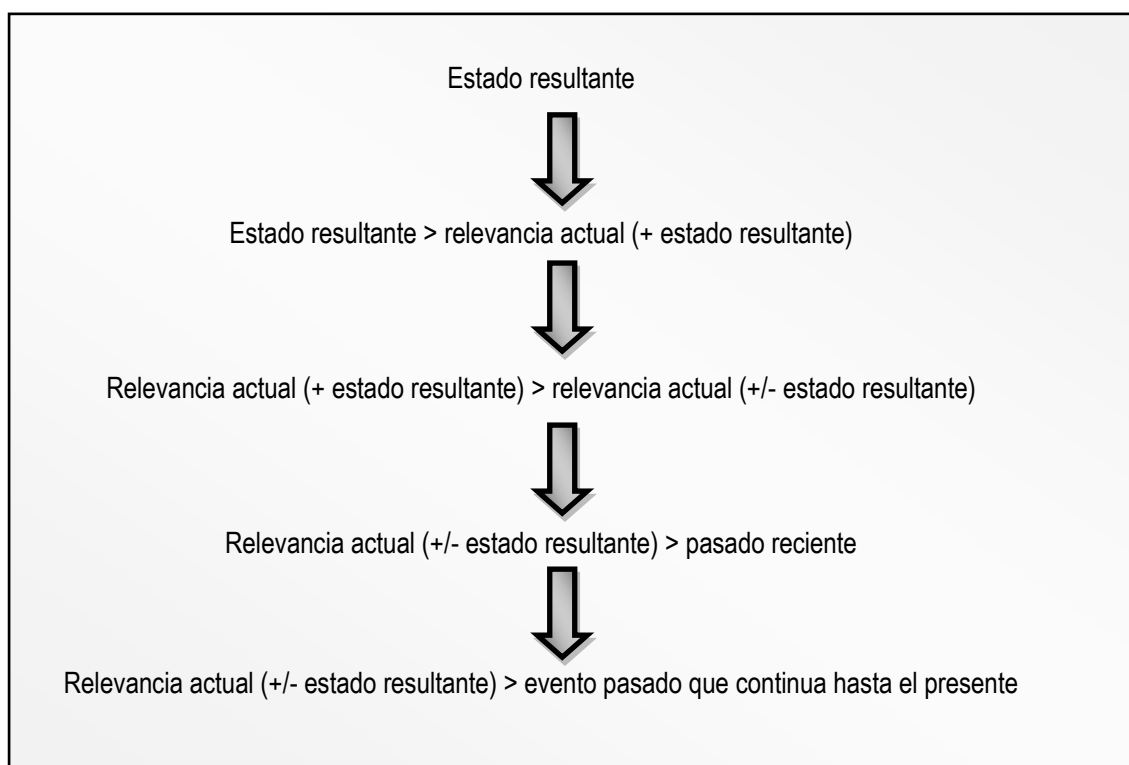 Estado resultante
Estado resultante > relevancia actual (+ estado resultante)
Relevancia actual (+ estado resultante) > relevancia actual (+/- estado resultante)
Relevancia actual (+/- estado resultante) > pasado reciente
Relevancia actual (+/- estado resultante) > evento pasado que continua hasta el presente